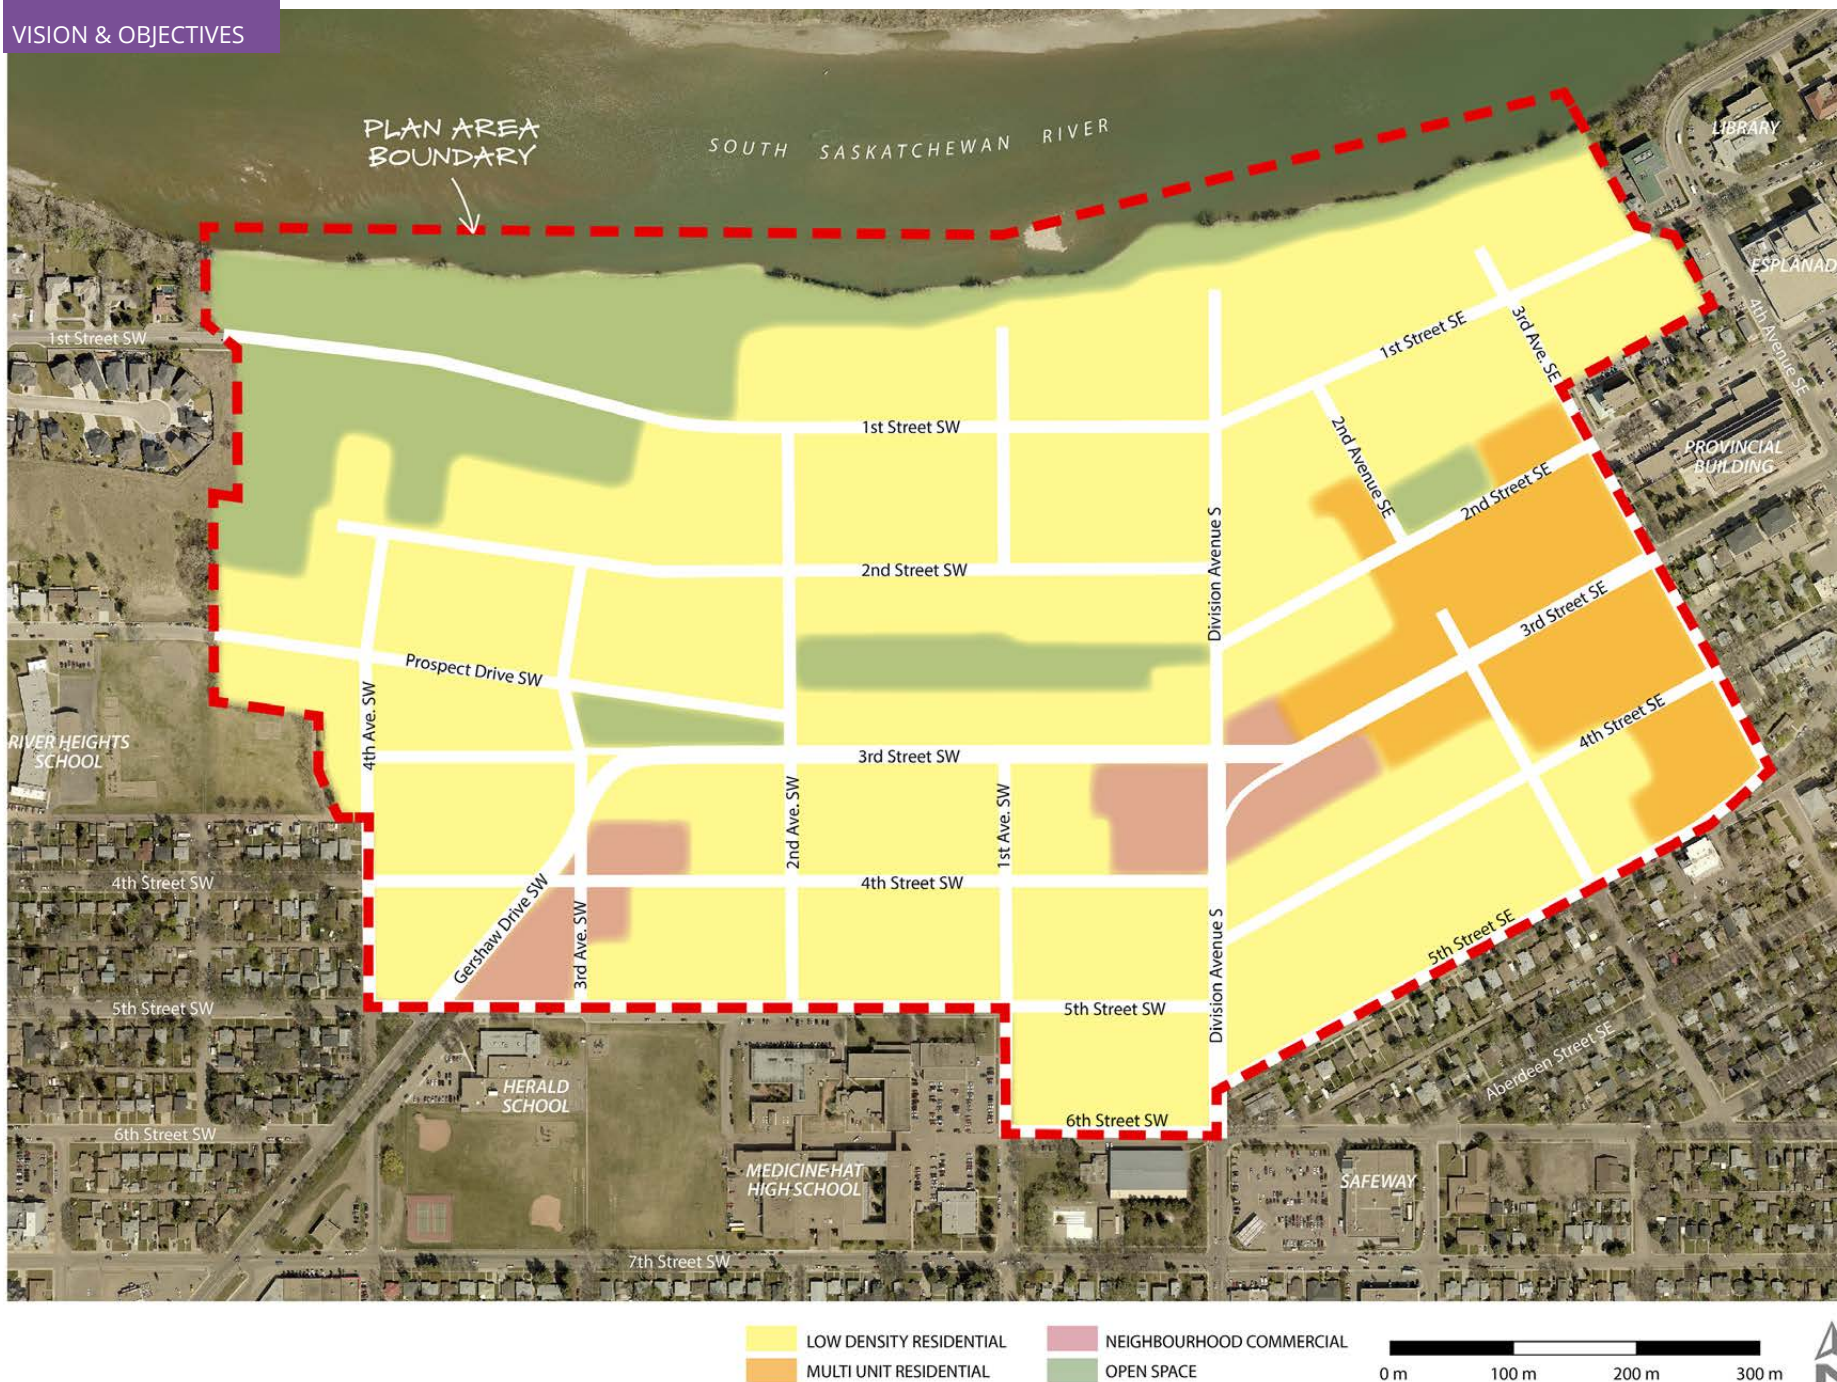 VISION & OBJECTIVES
PLAN AREA
BOUNDARY
SOUTH SASKATCHEWAN RIVER
LIBRARY
ESPLANAD
4th Avenue SE
1st Street SW
1st Street SE
3rd Ave. SE
1st Street SW
2nd Avenue SE
PROVINCIAL
BUILDING
2nd Street SE
2nd Street SW
Division Avenue S
3rd Street SE
Prospect Drive SW
4th Ave. SW
RIVER HEIGHTS
SCHOOL
3rd Street SW
4th Street SE
2nd Ave. SW
1st Ave. SW
4th Street SW
4th Street SW
Gershaw Drive SW
3rd Ave. SW
Division Avenue S
5th Street SE
5th Street SW
5th Street SW
Aberdeen Street SE
HERALD
SCHOOL
6th Street SW
6th Street SW
MEDICINE HAT
HIGH SCHOOL
SAFEWAY
7th Street SW
LOW DENSITY RESIDENTIAL
MULTI UNIT RESIDENTIAL
NEIGHBOURHOOD COMMERCIAL
OPEN SPACE
0 m 100 m 200 m 300 m
N